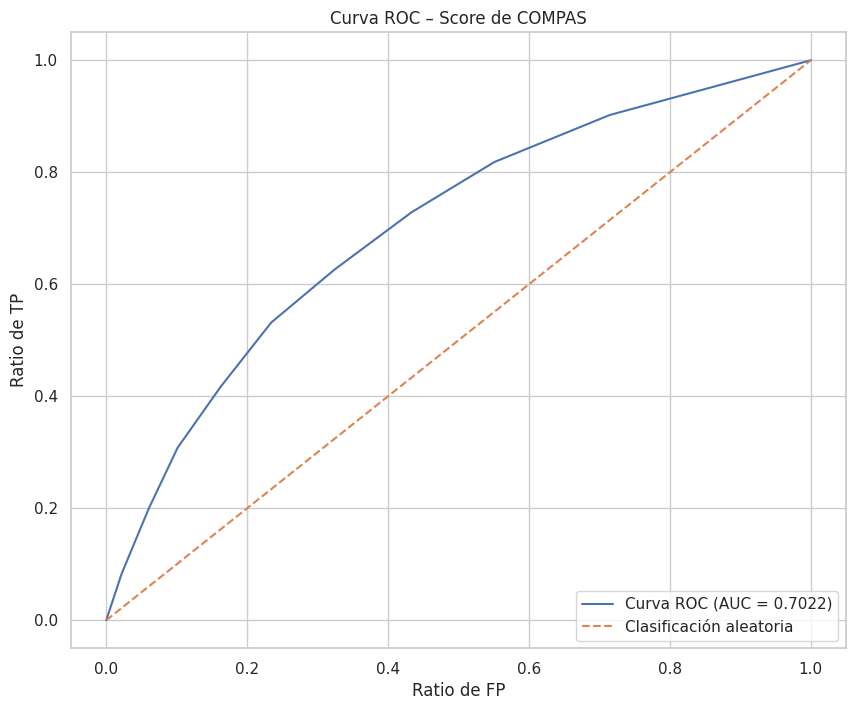 Curva ROC – Score de COMPAS
1.0
0.8
0.6
0.4
0.2
0.0
Ratio de TP
Curva ROC (AUC = 0.7022)
Clasificación aleatoria
0.0 0.2 0.4 0.6 0.8 1.0
Ratio de FP